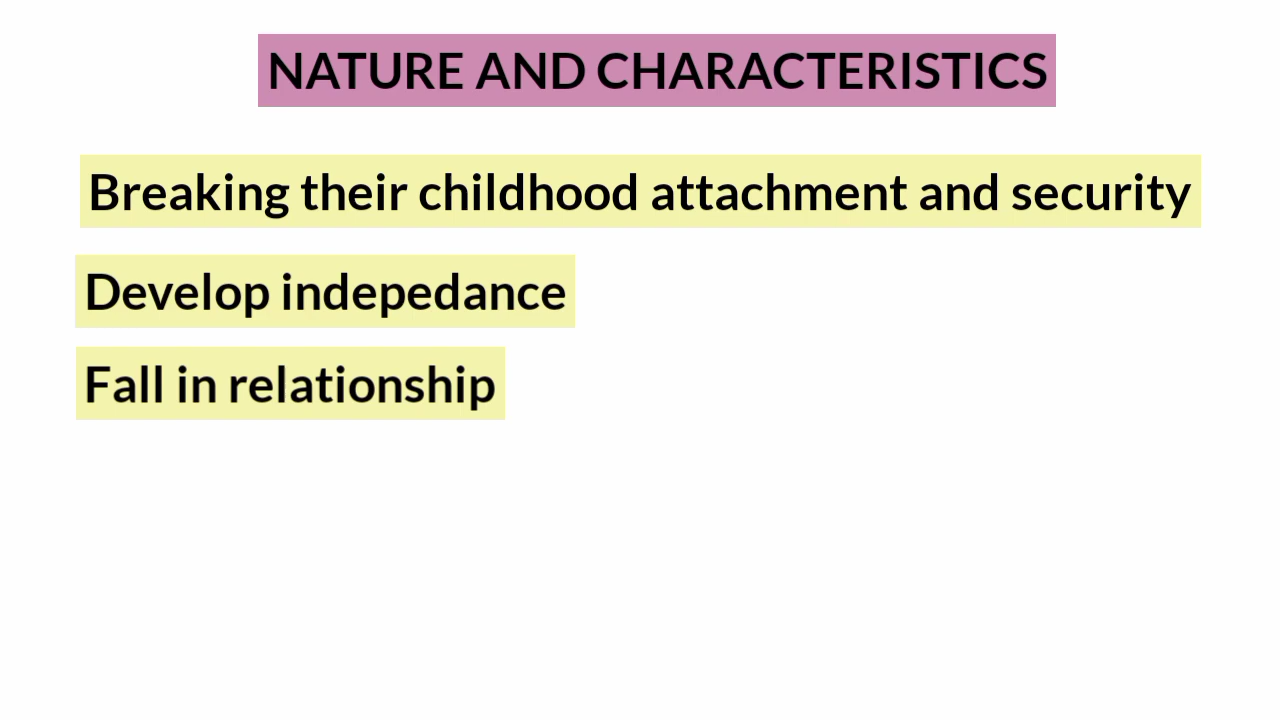 NATURE AND CHARACTERISTICS
Breaking their childhood attachment and security
Develop indepedance
Fall in relationship